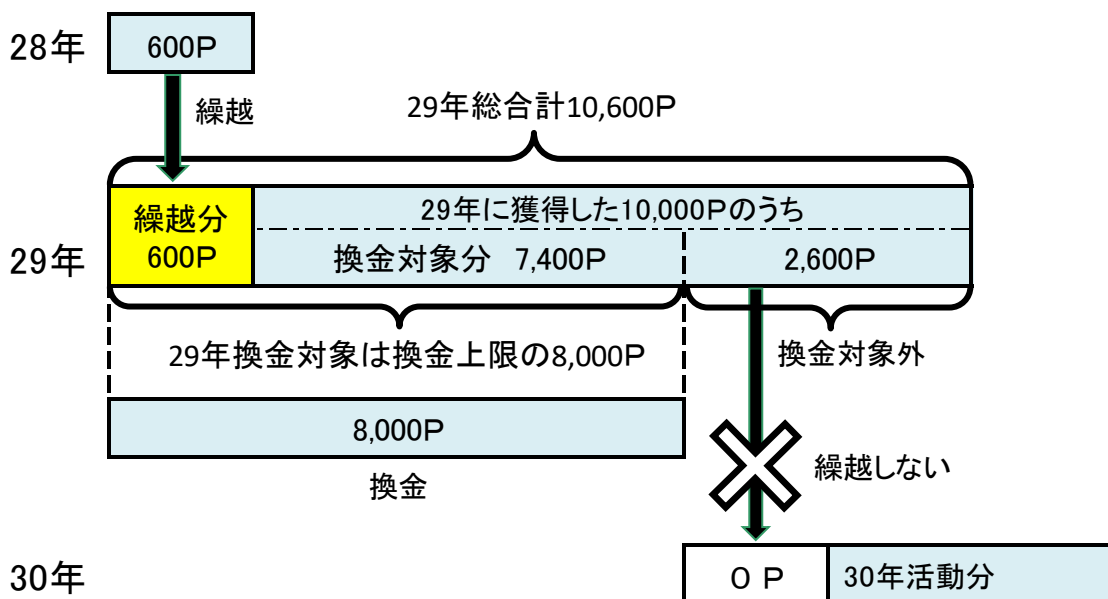 28年
600P
繰越
29年総合計10,600P
29年
繰越分
600P
29年に獲得した10,000Pのうち
換金対象分 7,400P
2,600P
29年換金対象は換金上限の8,000P
換金対象外
8,000P
換金
繰越しない
30年
0 P
30年活動分